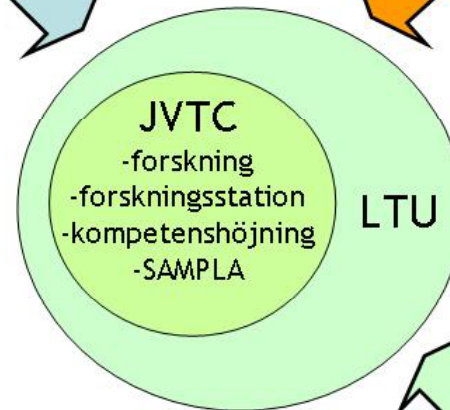 JVTC
-forskning
-forskningsstation
-kompetenshöjning
-SAMPLA
LTU